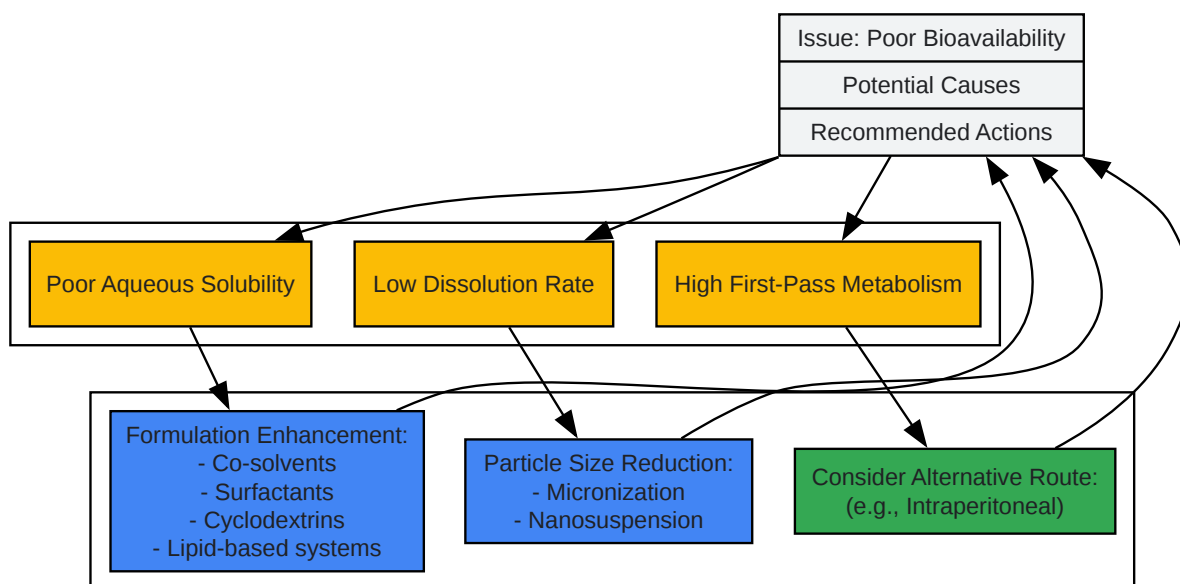 Issue: Poor Bioavailability
Potential Causes
Recommended Actions
Poor Aqueous Solubility
Low Dissolution Rate
High First-Pass Metabolism
Formulation Enhancement:
- Co-solvents
- Surfactants
- Cyclodextrins
- Lipid-based systems
Particle Size Reduction:
- Micronization
- Nanosuspension
Consider Alternative Route:
(e.g., Intraperitoneal)